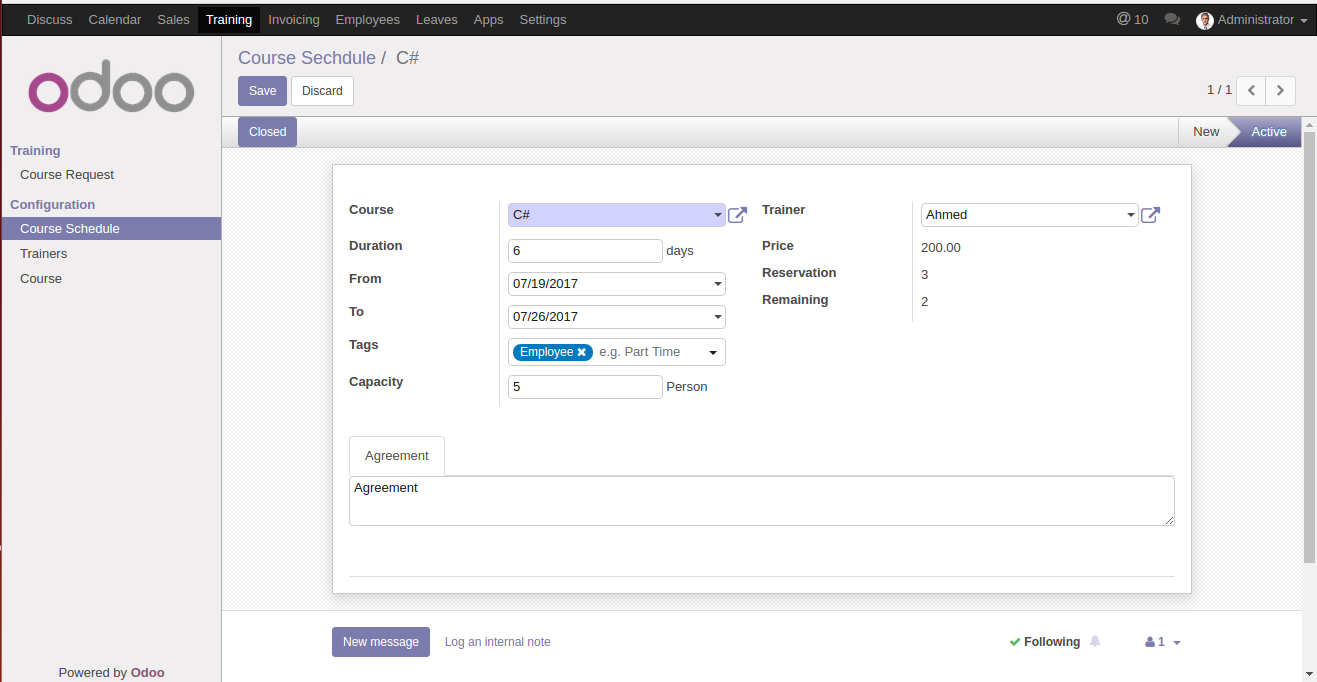 Discuss Calendar Sales Training Invoicing Employees Leaves Apps Settings @ 10 Administrator
odoo
Training
Course Request
Configuration
Course Schedule
Trainers
Course
Powered by Odoo
Course Sechdule / C#
Save Discard
1 / 1
Closed
New Active
Course C#
Duration 6 days
From 07/19/2017
To 07/26/2017
Tags Employee e.g. Part Time
Capacity 5 Person
Trainer Ahmed
Price 200.00
Reservation 3
Remaining 2
Agreement
Agreement
New message Log an internal note Following 1